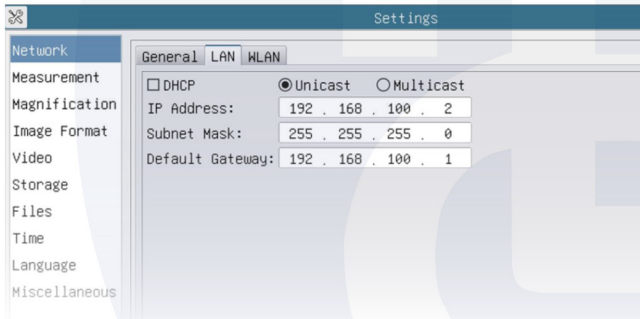 Settings
Network
Measurement
Magnification
Image Format
Video
Storage
Files
Time
Language
Miscellaneous
General LAN WLAN
DHCP Unicast Multicast
IP Address: 192 . 168 . 100 . 2
Subnet Mask: 255 . 255 . 255 . 0
Default Gateway: 192 . 168 . 100 . 1